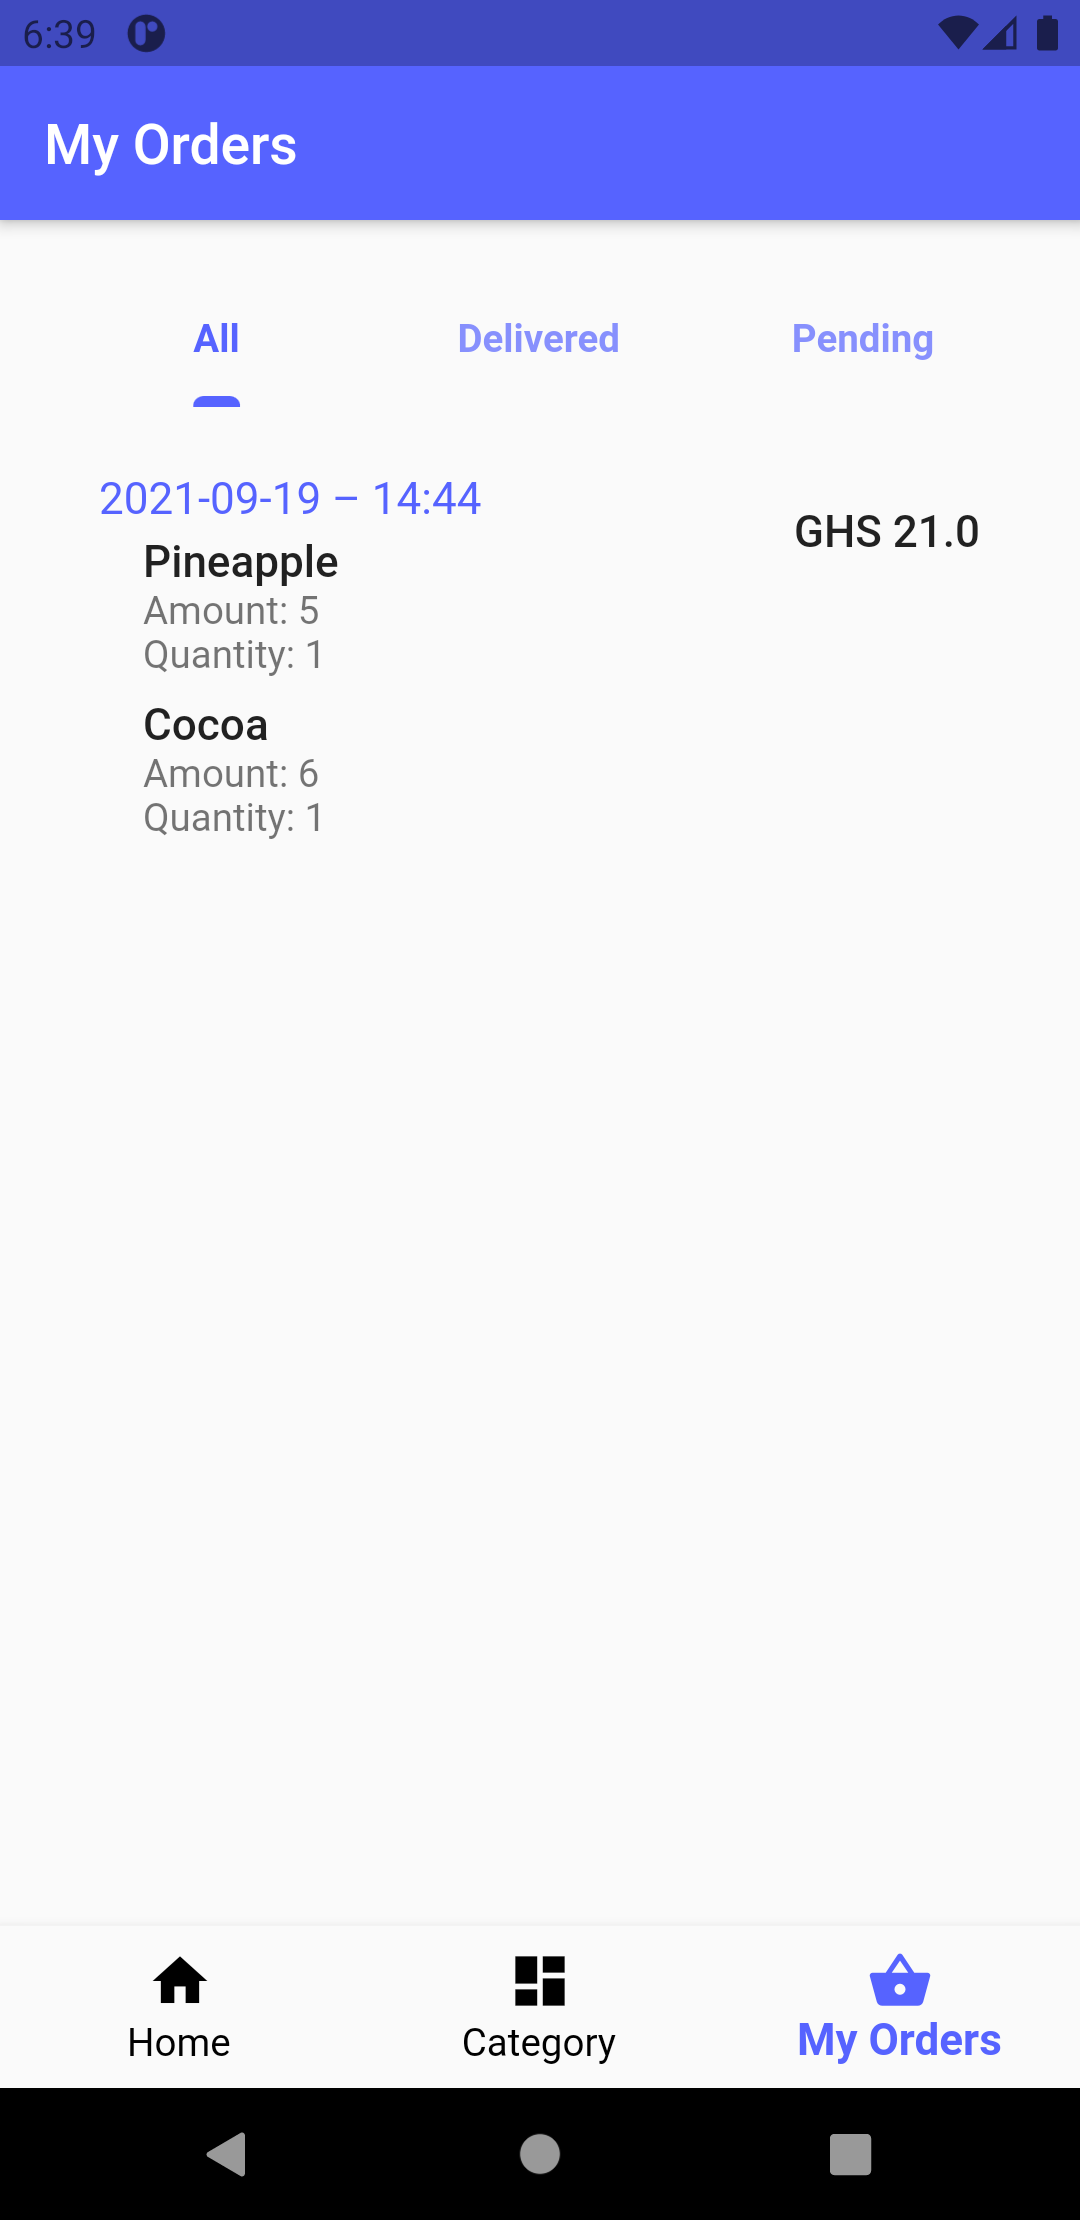 6:39
My Orders
All
Delivered
Pending
2021-09-19 – 14:44
GHS 21.0
Pineapple
Amount: 5
Quantity: 1
Cocoa
Amount: 6
Quantity: 1
Home
Category
My Orders